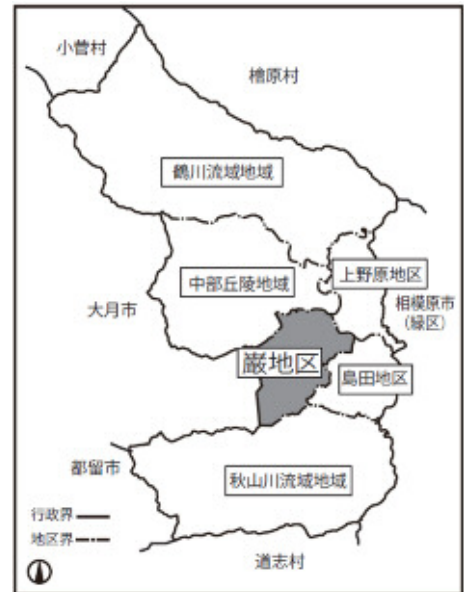 小菅村
檜原村
鶴川流域地域
上野原地区
中部丘陵地域
大月市
相模原市
(緑区)
巌地区
島田地区
都留市
秋山川流域地域
行政界
地区界
道志村